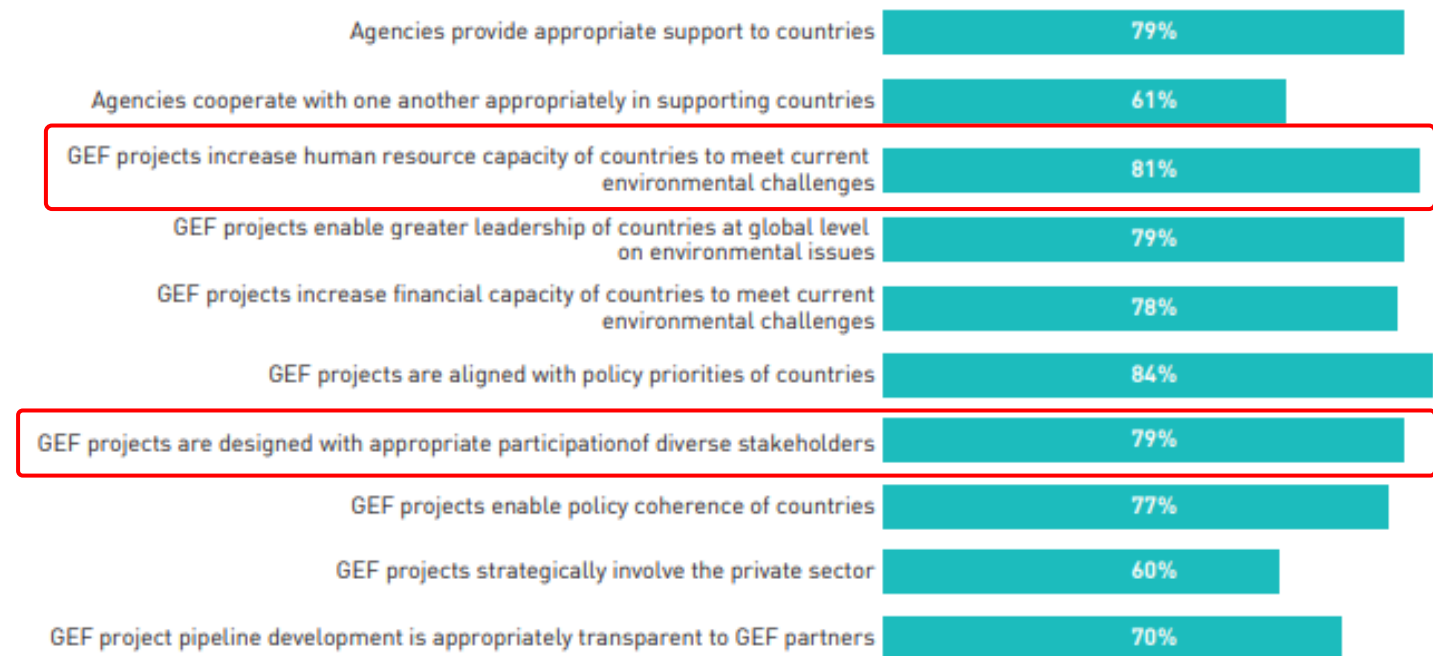 Agencies provide appropriate support to countries 79%
Agencies cooperate with one another appropriately in supporting countries 61%
GEF projects increase human resource capacity of countries to meet current
environmental challenges 81%
GEF projects enable greater leadership of countries at global level
on environmental issues 79%
GEF projects increase financial capacity of countries to meet current
environmental challenges 78%
GEF projects are aligned with policy priorities of countries 84%
GEF projects are designed with appropriate participationof diverse stakeholders 79%
GEF projects enable policy coherence of countries 77%
GEF projects strategically involve the private sector 60%
GEF project pipeline development is appropriately transparent to GEF partners 70%